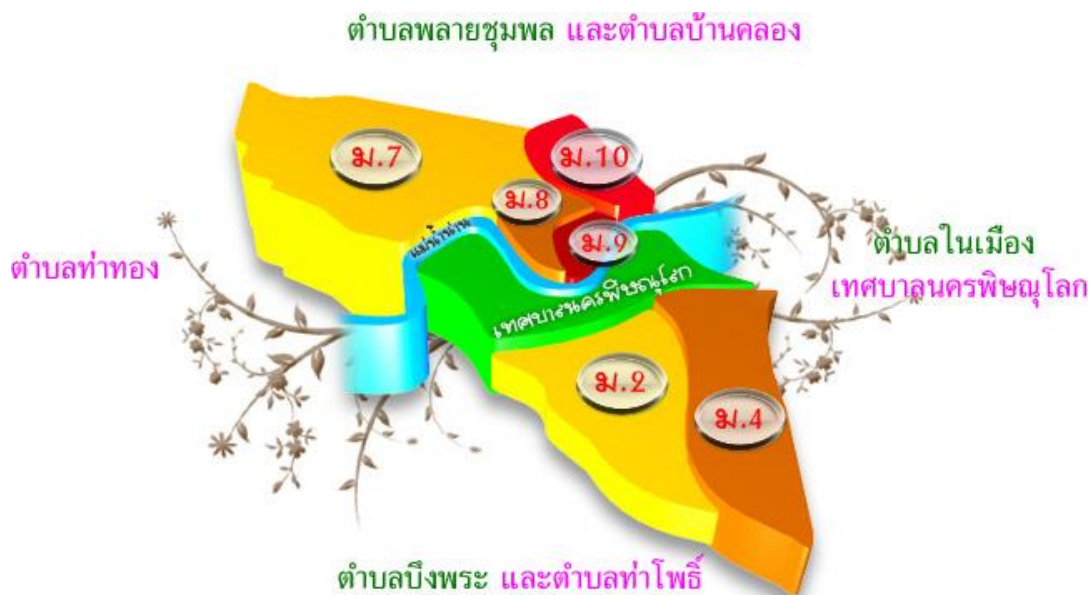 ตำบลพลายชุมพล และตำบลบ้านคลอง
ม.7
ม.10
ม.8
ม.9
แม่น้ำน่าน
ตำบลท่าทอง
ตำบลในเมือง
เทศบาลนครพิษณุโลก
เทศบาลนครพิษณุโลก
ม.2
ม.4
ตำบลบึงพระ และตำบลท่าโพธิ์